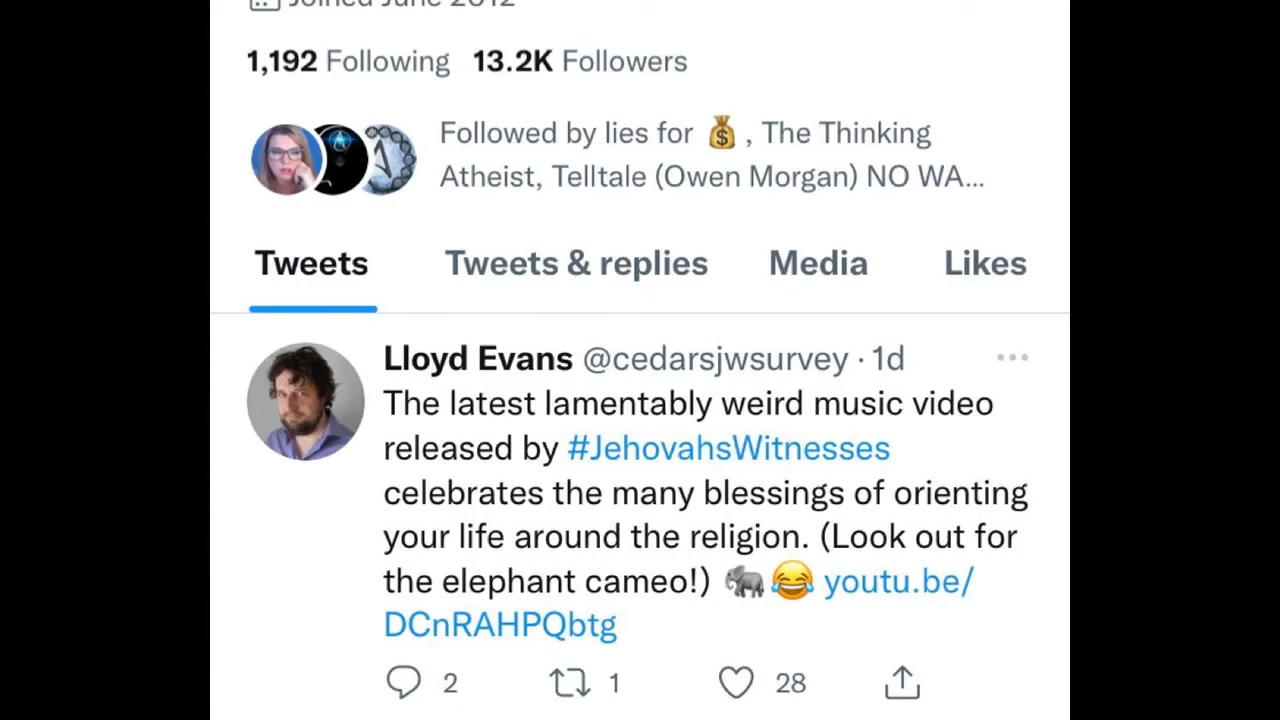 Joined June 2012
1,192 Following 13.2K Followers
Followed by lies for 💰, The Thinking
Atheist, Telltale (Owen Morgan) NO WA...
Tweets Tweets & replies Media Likes
Lloyd Evans @cedarsjwsurvey · 1d
The latest lamentably weird music video
released by #JehovahsWitnesses
celebrates the many blessings of orienting
your life around the religion. (Look out for
the elephant cameo!) 🐘😂 youtu.be/
DCnRAHPQbtg
2 1 28